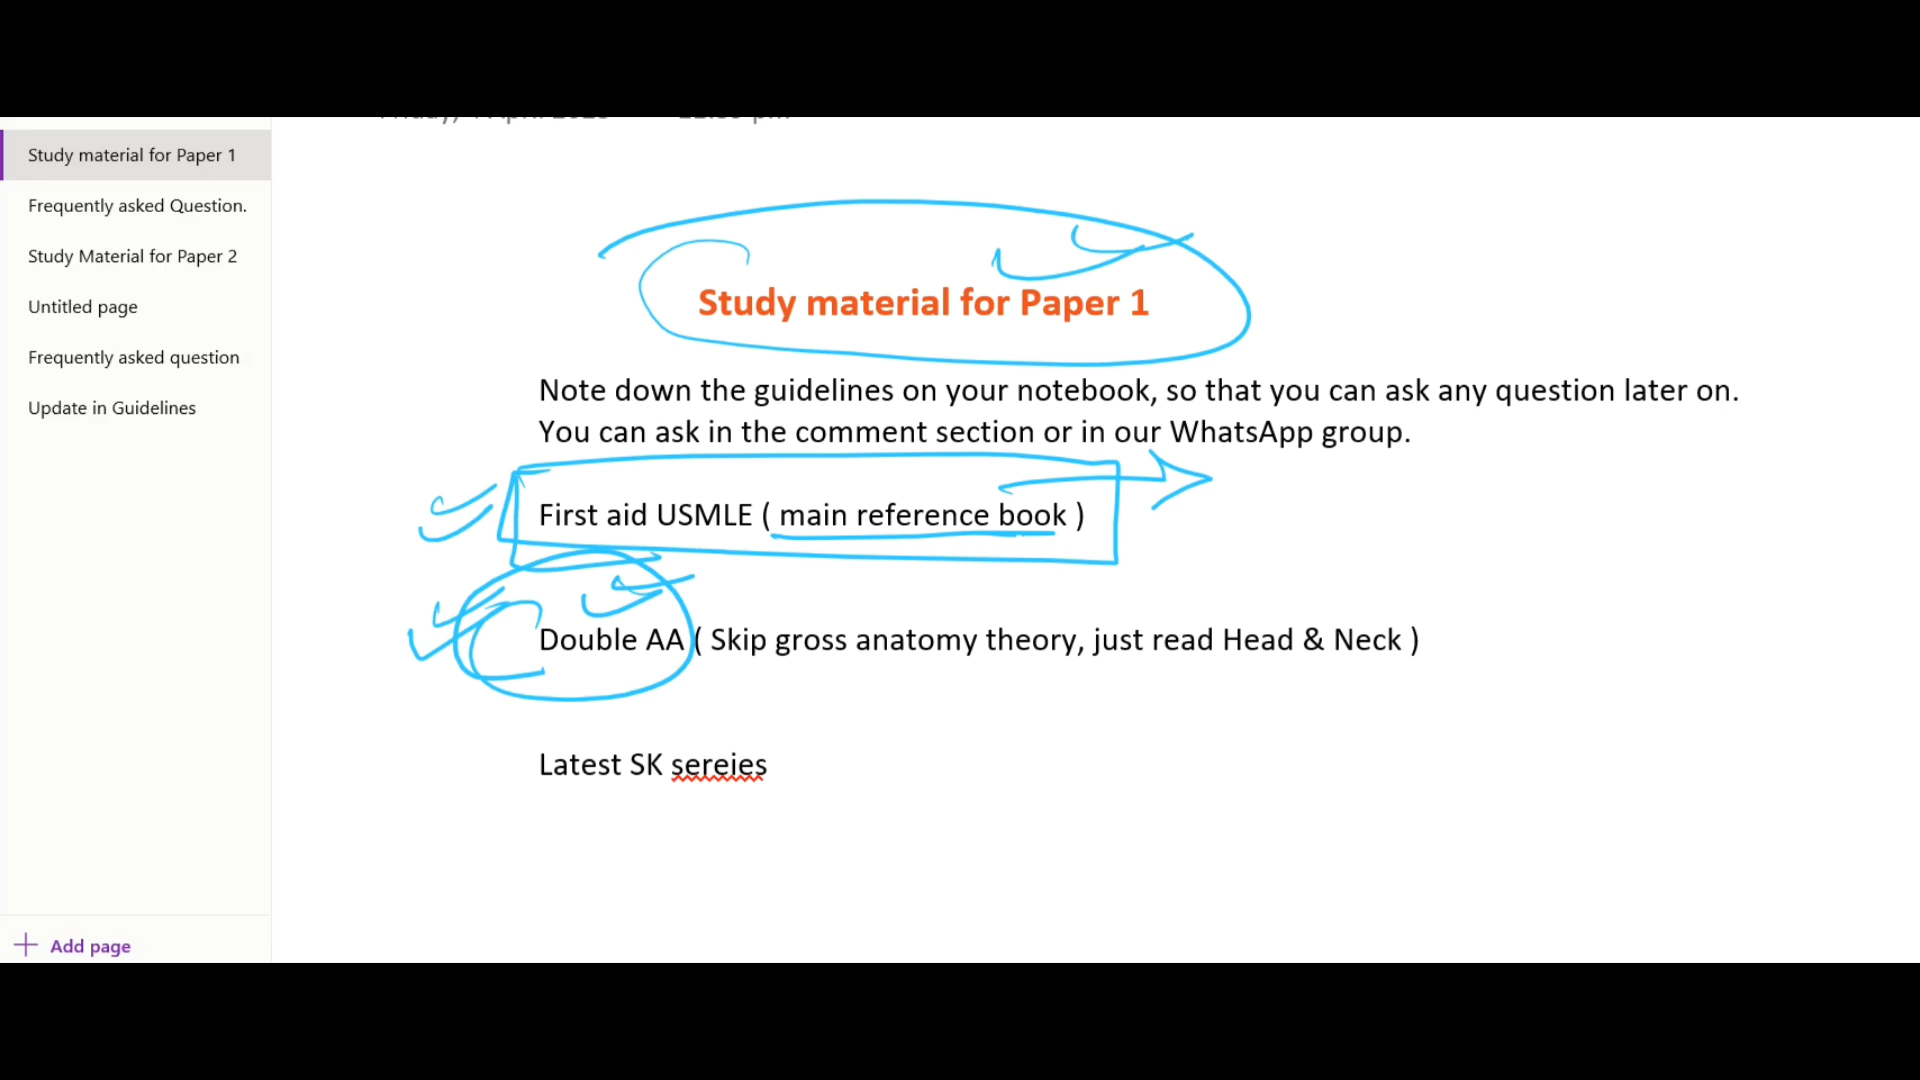 Study material for Paper 1
Frequently asked Question.
Study Material for Paper 2
Untitled page
Frequently asked question
Update in Guidelines
Add page
Study material for Paper 1
Note down the guidelines on your notebook, so that you can ask any question later on.
You can ask in the comment section or in our WhatsApp group.
First aid USMLE ( main reference book )
Double AA ( Skip gross anatomy theory, just read Head & Neck )
Latest SK sereies